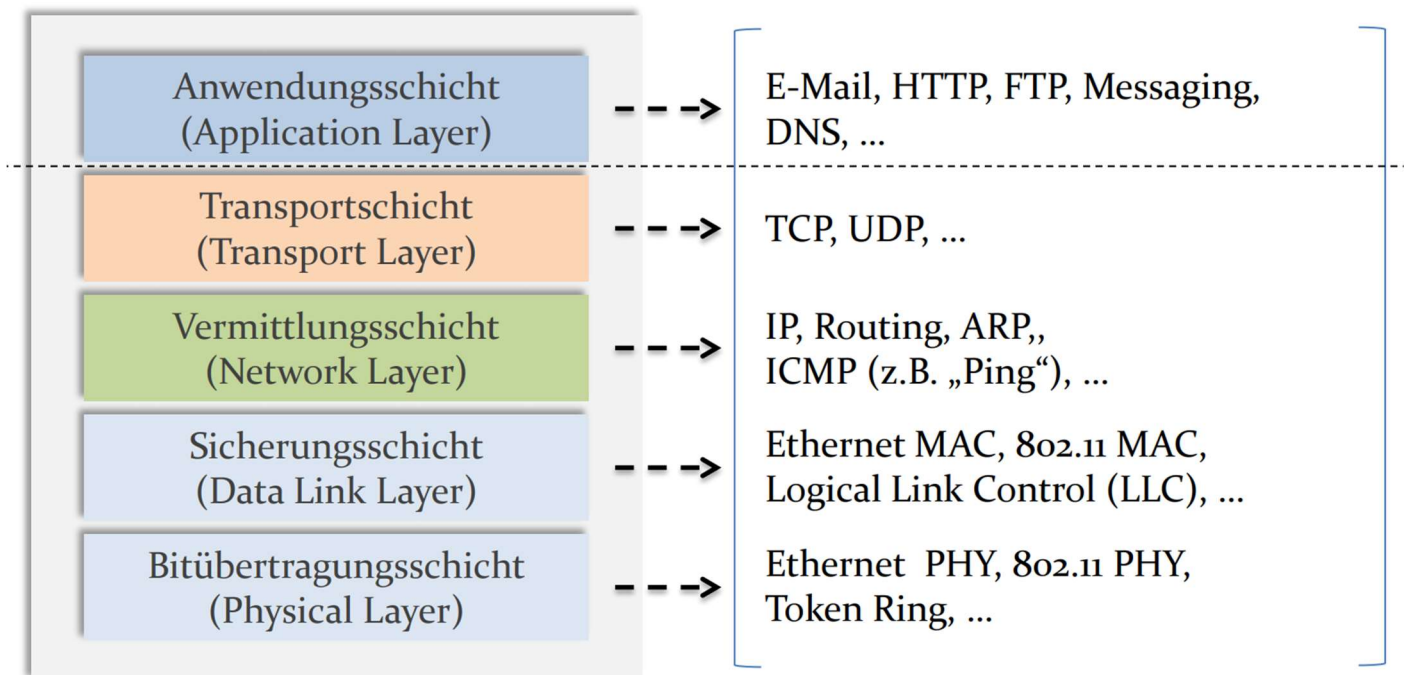 Anwendungsschicht
(Application Layer)
E-Mail, HTTP, FTP, Messaging,
DNS, ...
Transportschicht
(Transport Layer)
TCP, UDP, ...
Vermittlungsschicht
(Network Layer)
IP, Routing, ARP,,
ICMP (z.B. „Ping“), ...
Sicherungsschicht
(Data Link Layer)
Ethernet MAC, 802.11 MAC,
Logical Link Control (LLC), ...
Bitübertragungsschicht
(Physical Layer)
Ethernet PHY, 802.11 PHY,
Token Ring, ...